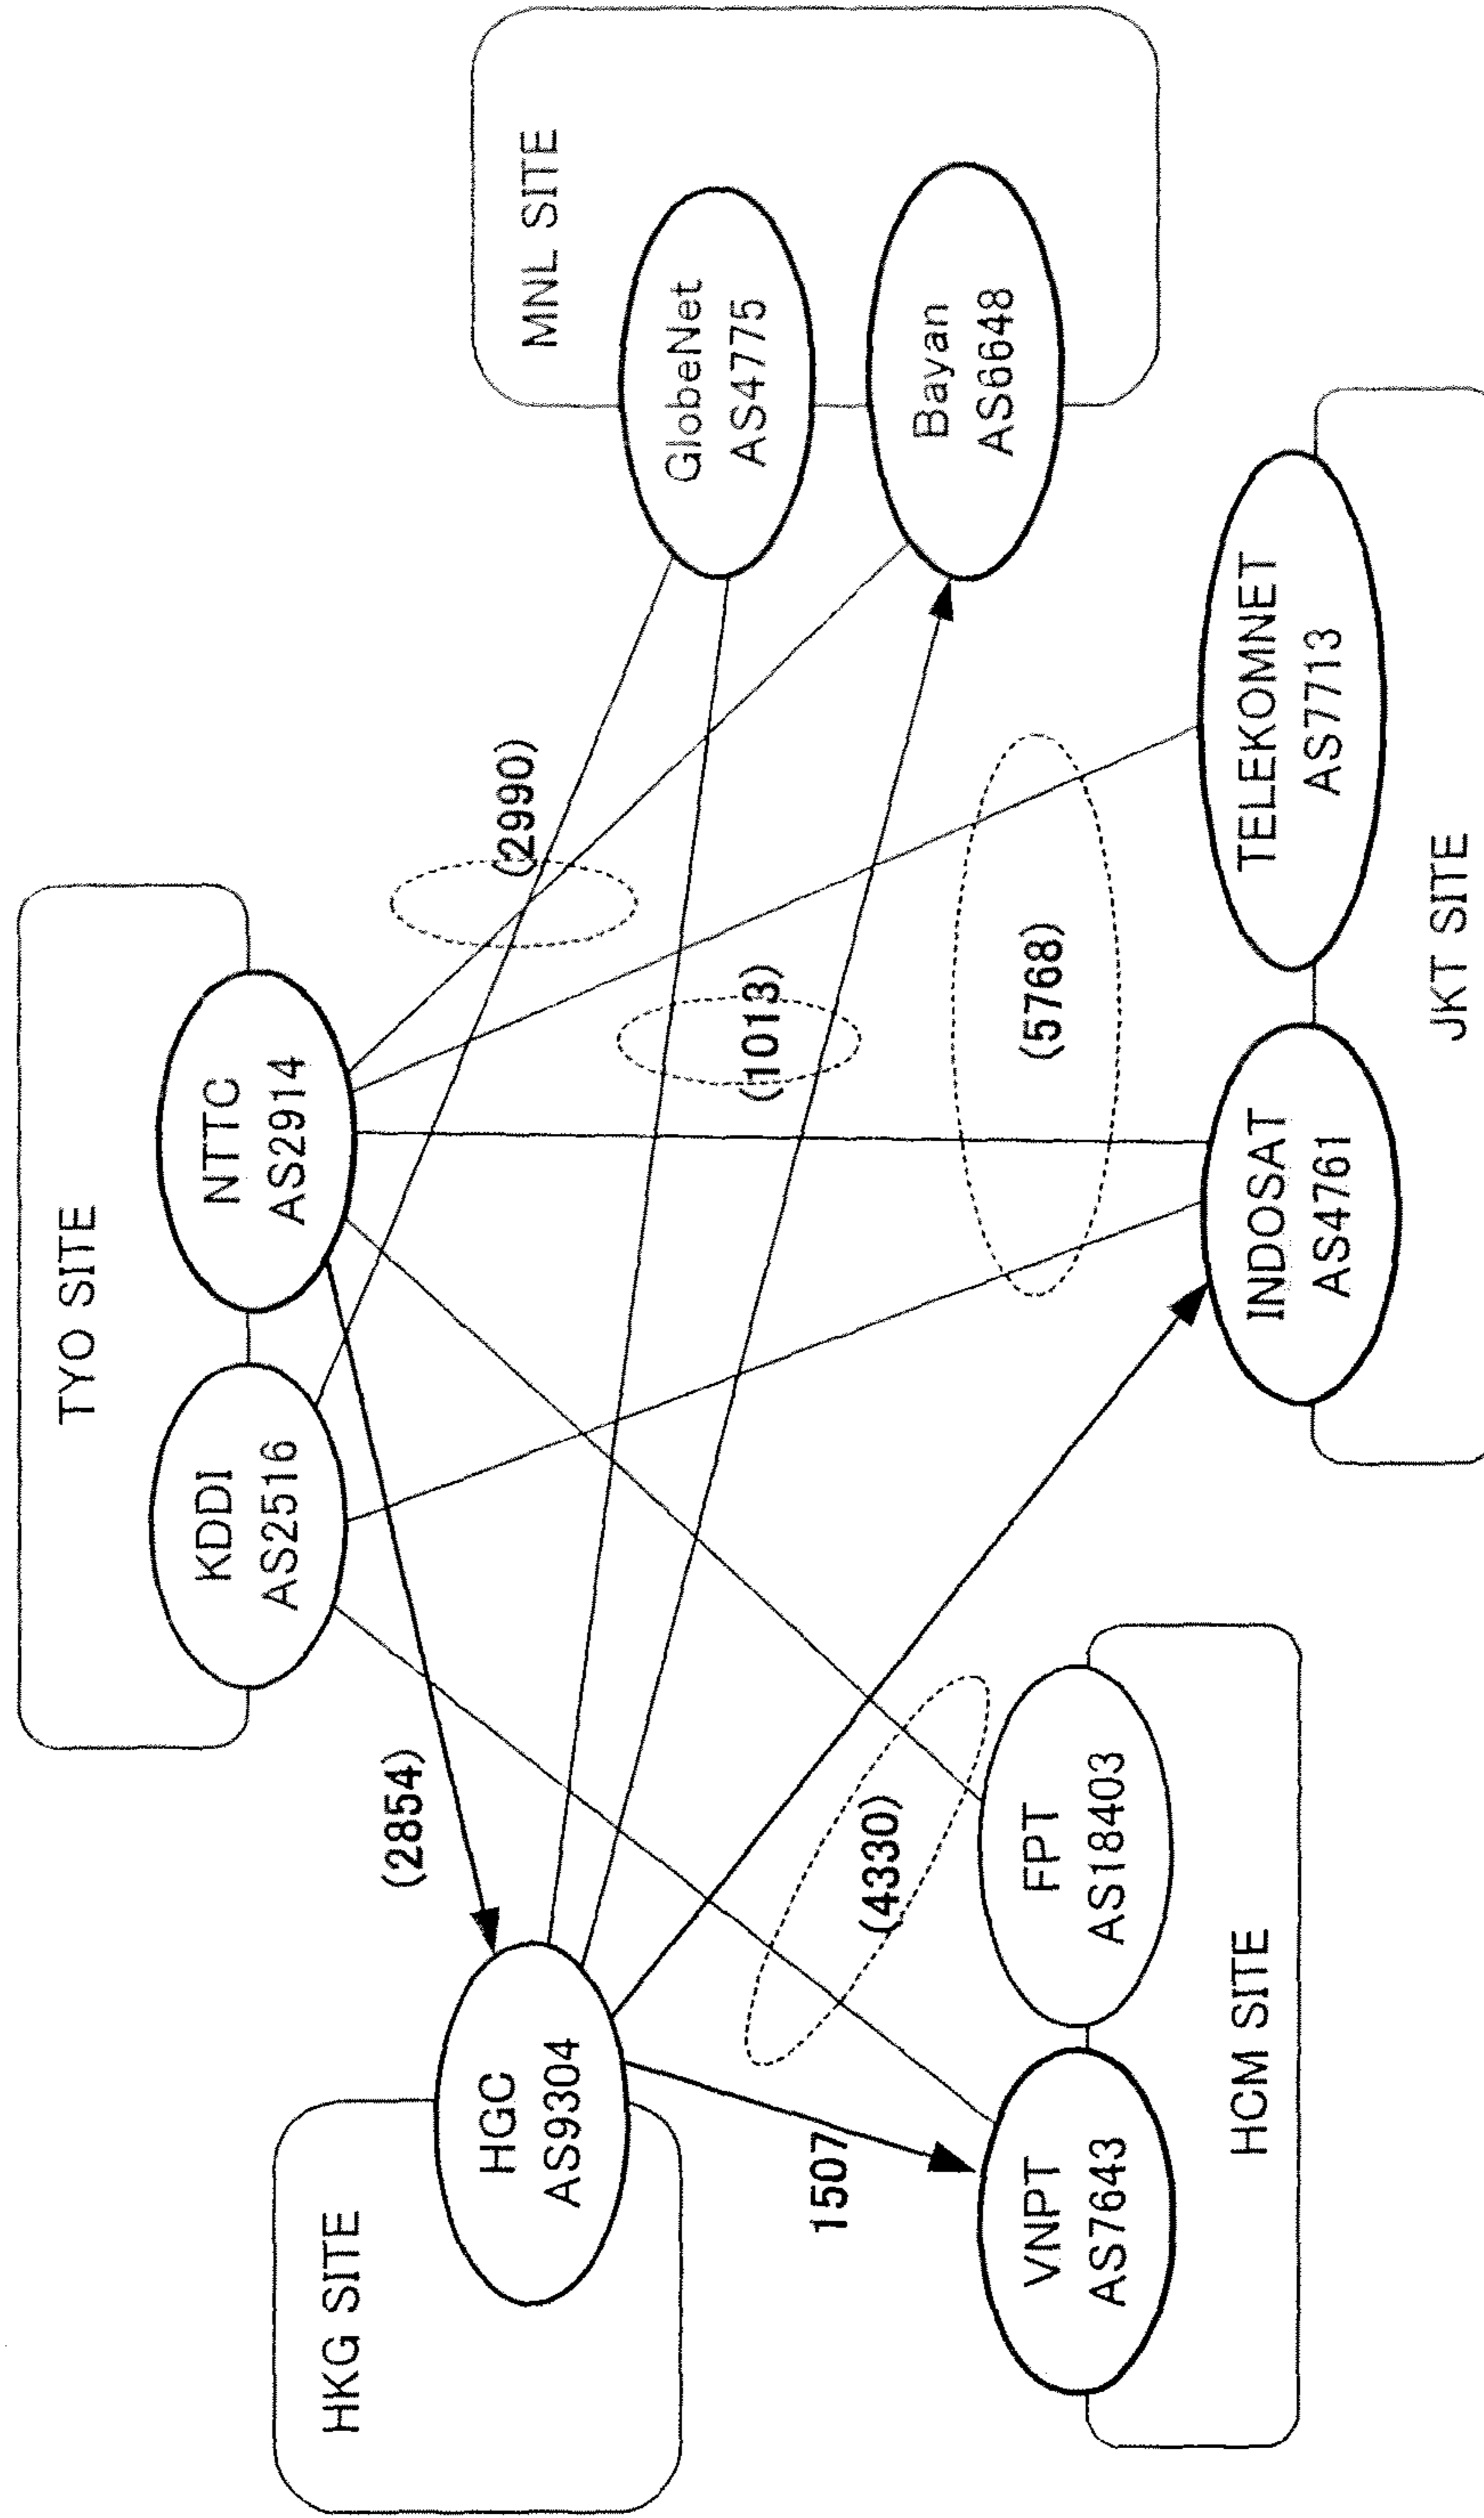 TYO SITE
KDDI
AS2516
NTTC
AS2914
HKG SITE
HGC
AS9304
(2854)
(2990)
MNL SITE
GlobeNet
AS4775
Bayan
AS6648
(1013)
1507
(4330)
(5768)
VNPT
AS7643
FPT
AS18403
HCM SITE
INDOSAT
AS4761
TELEKOMNET
AS7713
JKT SITE